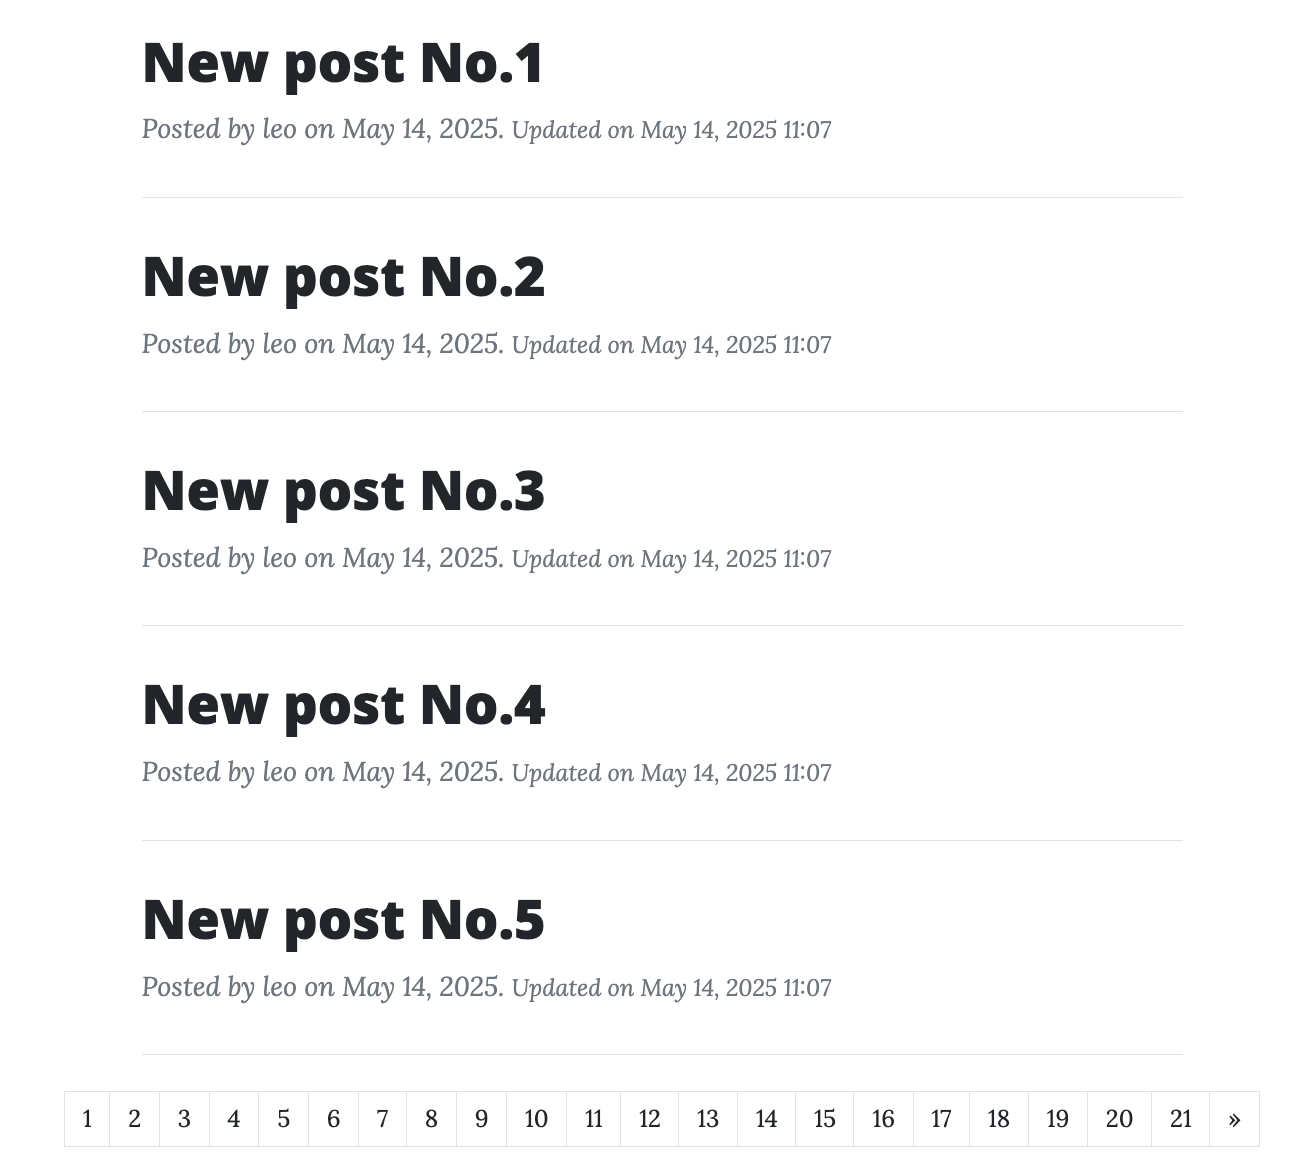 New post No.1
Posted by leo on May 14, 2025. Updated on May 14, 2025 11:07
New post No.2
Posted by leo on May 14, 2025. Updated on May 14, 2025 11:07
New post No.3
Posted by leo on May 14, 2025. Updated on May 14, 2025 11:07
New post No.4
Posted by leo on May 14, 2025. Updated on May 14, 2025 11:07
New post No.5
Posted by leo on May 14, 2025. Updated on May 14, 2025 11:07
1 2 3 4 5 6 7 8 9 10 11 12 13 14 15 16 17 18 19 20 21 »